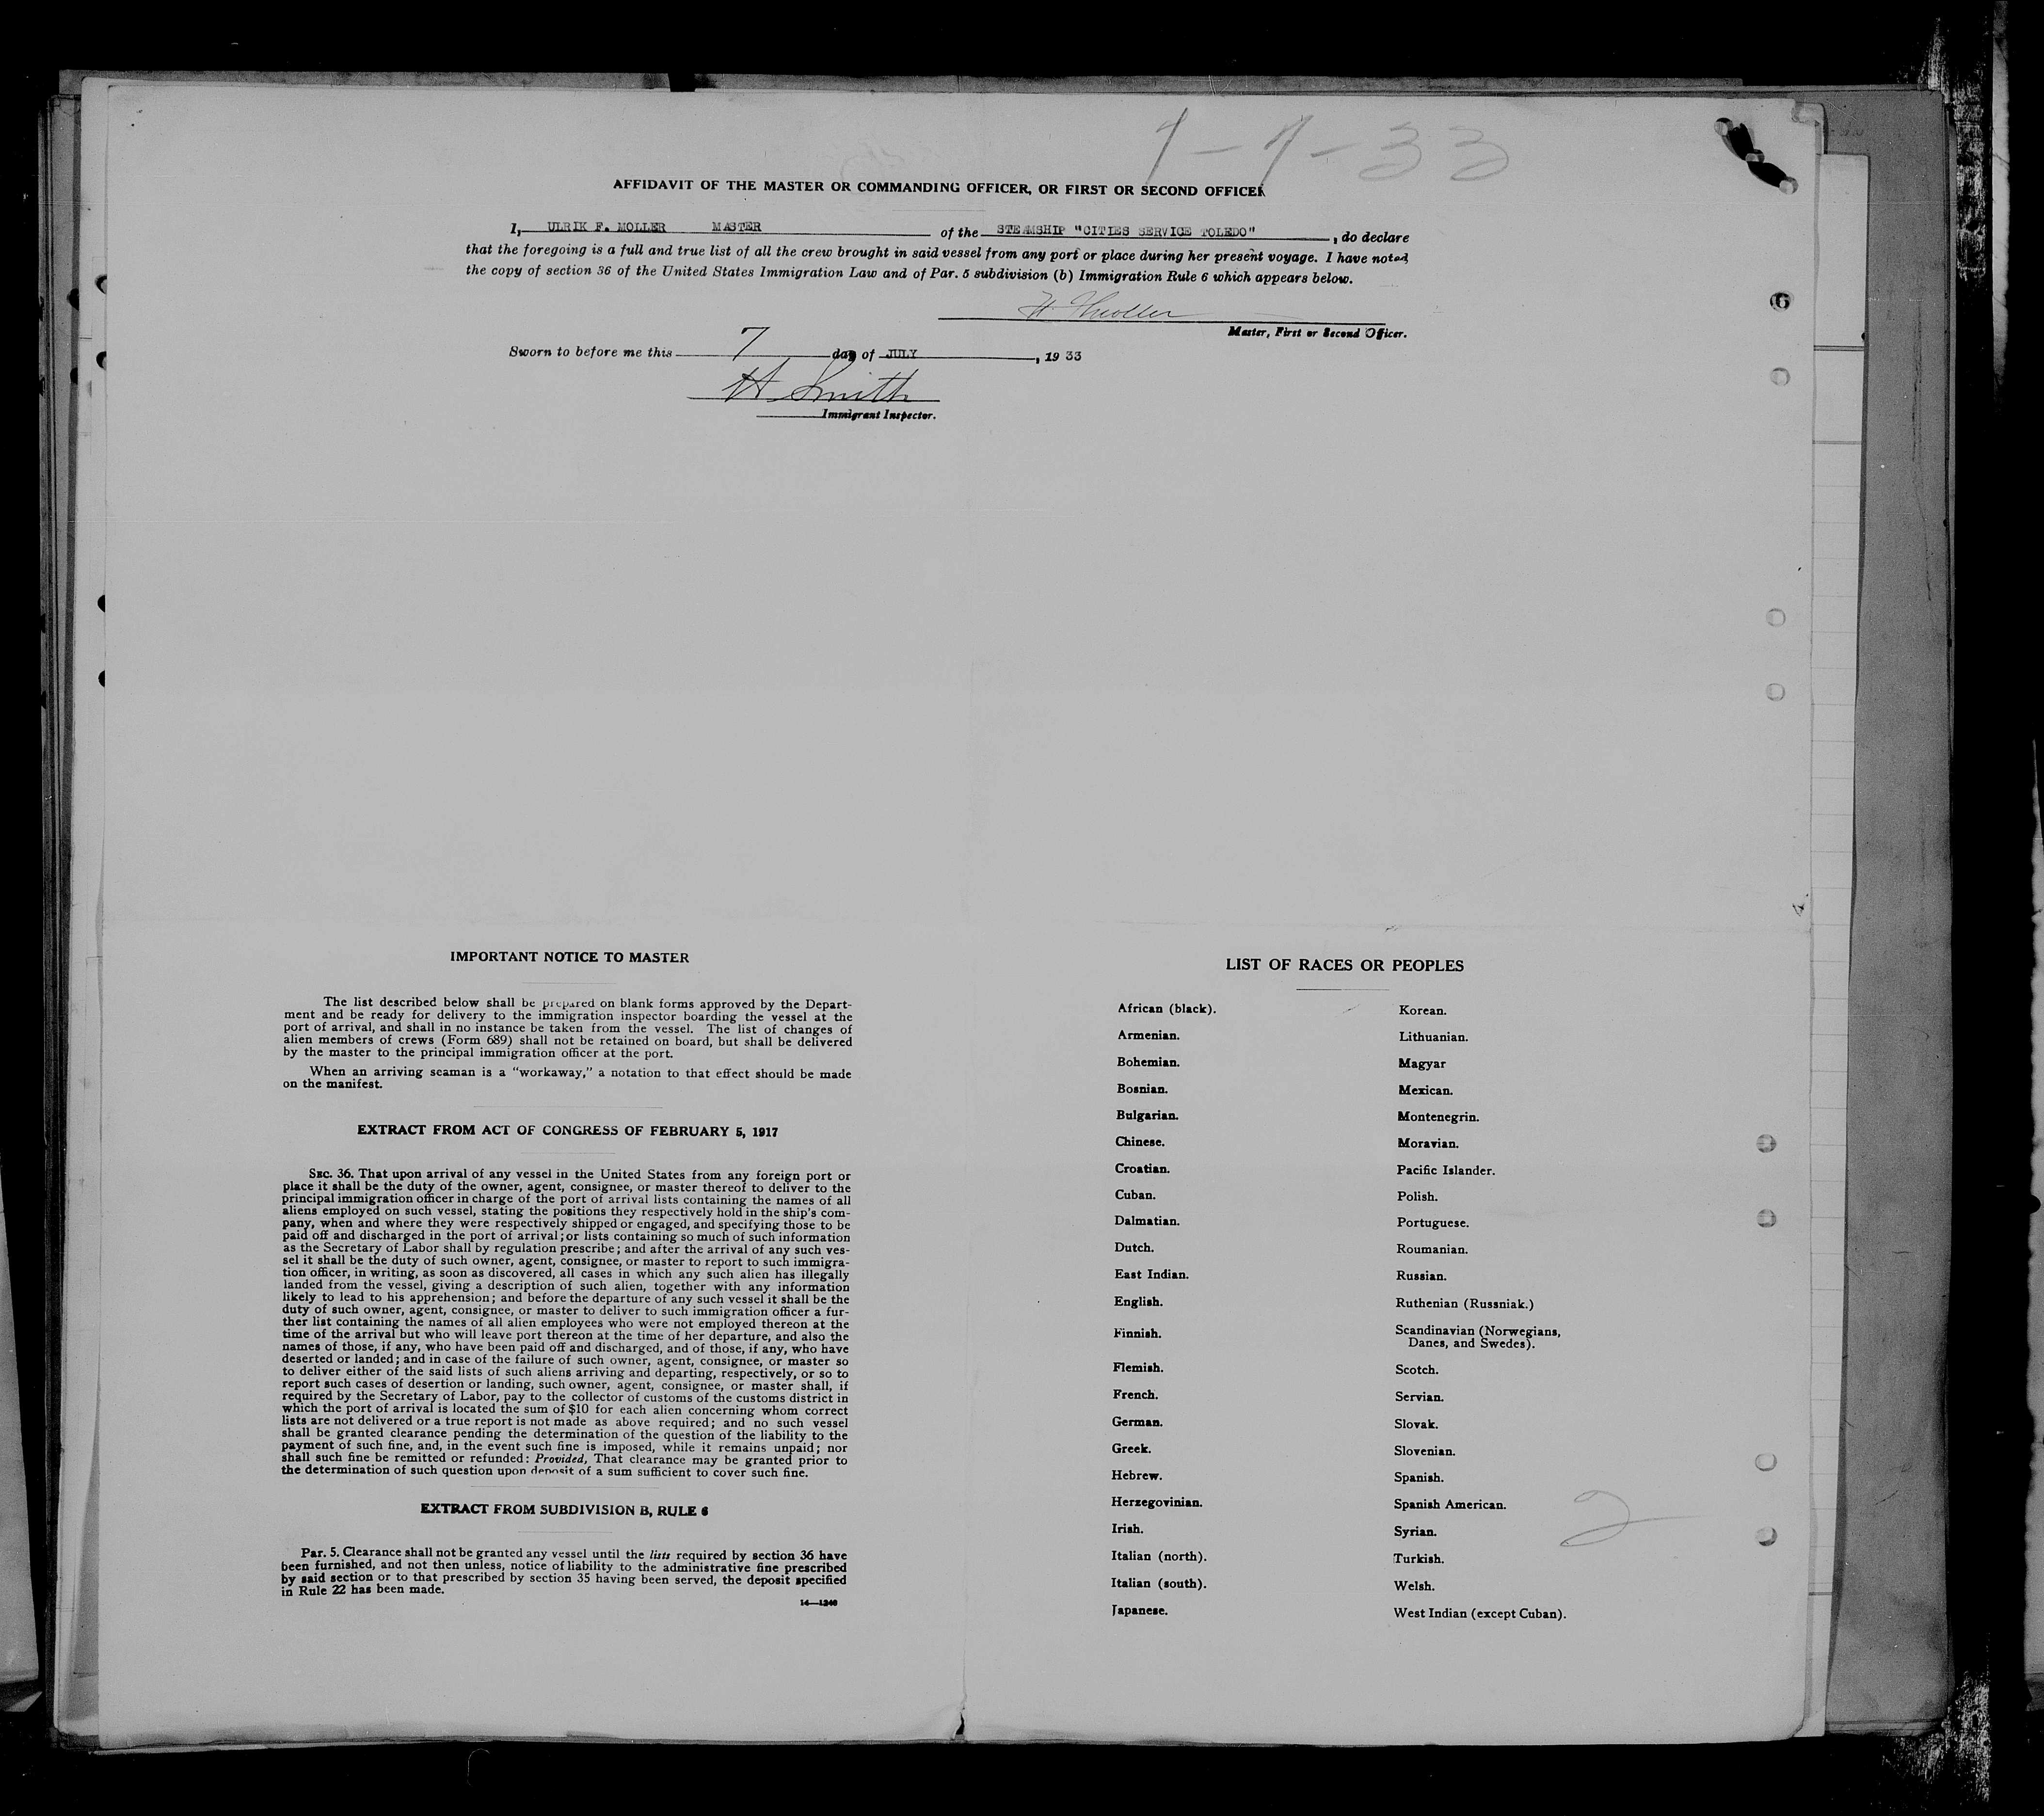 7-7-33
AFFIDAVIT OF THE MASTER OR COMMANDING OFFICER, OR FIRST OR SECOND OFFICER
I, ULRIK F. MOLLER MASTER of the STEAMSHIP "CITIES SERVICE TOLEDO", do declare
that the foregoing is a full and true list of all the crew brought in said vessel from any port or place during her present voyage. I have noted
the copy of section 36 of the United States Immigration Law and of Par. 5 subdivision (b) Immigration Rule 6 which appears below.
Moller
Master, First or Second Officer.
Sworn to before me this 7 day of JULY, 1933
H Smith
Immigrant Inspector.
IMPORTANT NOTICE TO MASTER
The list described below shall be prepared on blank forms approved by the Depart-
ment and be ready for delivery to the immigration inspector boarding the vessel at the
port of arrival, and shall in no instance be taken from the vessel. The list of changes of
alien members of crews (Form 689) shall not be retained on board, but shall be delivered
by the master to the principal immigration officer at the port.
When an arriving seaman is a "workaway," a notation to that effect should be made
on the manifest.
EXTRACT FROM ACT OF CONGRESS OF FEBRUARY 5, 1917
SEC. 36. That upon arrival of any vessel in the United States from any foreign port or
place it shall be the duty of the owner, agent, consignee, or master thereof to deliver to the
principal immigration officer in charge of the port of arrival lists containing the names of all
aliens employed on such vessel, stating the positions they respectively hold in the ship's com-
pany, when and where they were respectively shipped or engaged, and specifying those to be
paid off and discharged in the port of arrival; or lists containing so much of such information
as the Secretary of Labor shall by regulation prescribe; and after the arrival of any such ves-
sel it shall be the duty of such owner, agent, consignee, or master to report to such immigra-
tion officer, in writing, as soon as discovered, all cases in which any such alien has illegally
landed from the vessel, giving a description of such alien, together with any information
likely to lead to his apprehension; and before the departure of any such vessel it shall be the
duty of such owner, agent, consignee, or master to deliver to such immigration officer a fur-
ther list containing the names of all alien employees who were not employed thereon at the
time of the arrival but who will leave port thereon at the time of her departure, and also the
names of those, if any, who have been paid off and discharged, and of those, if any, who have
deserted or landed; and in case of the failure of such owner, agent, consignee, or master so
to deliver either of the said lists of such aliens arriving and departing, respectively, or so to
report such cases of desertion or landing, such owner, agent, consignee, or master shall, if
required by the Secretary of Labor, pay to the collector of customs of the customs district in
which the port of arrival is located the sum of $10 for each alien concerning whom correct
lists are not delivered or a true report is not made as above required; and no such vessel
shall be granted clearance pending the determination of the question of the liability to the
payment of such fine, and, in the event such fine is imposed, while it remains unpaid; nor
shall such fine be remitted or refunded: Provided, That clearance may be granted prior to
the determination of such question upon deposit of a sum sufficient to cover such fine.
EXTRACT FROM SUBDIVISION B, RULE 6
Par. 5. Clearance shall not be granted any vessel until the lists required by section 36 have
been furnished, and not then unless, notice of liability to the administrative fine prescribed
by said section or to that prescribed by section 35 having been served, the deposit specified
in Rule 22 has been made.
14—1240
LIST OF RACES OR PEOPLES
African (black).
Armenian.
Bohemian.
Bosnian.
Bulgarian.
Chinese.
Croatian.
Cuban.
Dalmatian.
Dutch.
East Indian.
English.
Finnish.
Flemish.
French.
German.
Greek.
Hebrew.
Herzegovinian.
Irish.
Italian (north).
Italian (south).
Japanese.
Korean.
Lithuanian.
Magyar
Mexican.
Montenegrin.
Moravian.
Pacific Islander.
Polish.
Portuguese.
Roumanian.
Russian.
Ruthenian (Russniak.)
Scandinavian (Norwegians,
Danes, and Swedes).
Scotch.
Servian.
Slovak.
Slovenian.
Spanish.
Spanish American.
Syrian.
Turkish.
Welsh.
West Indian (except Cuban).
2